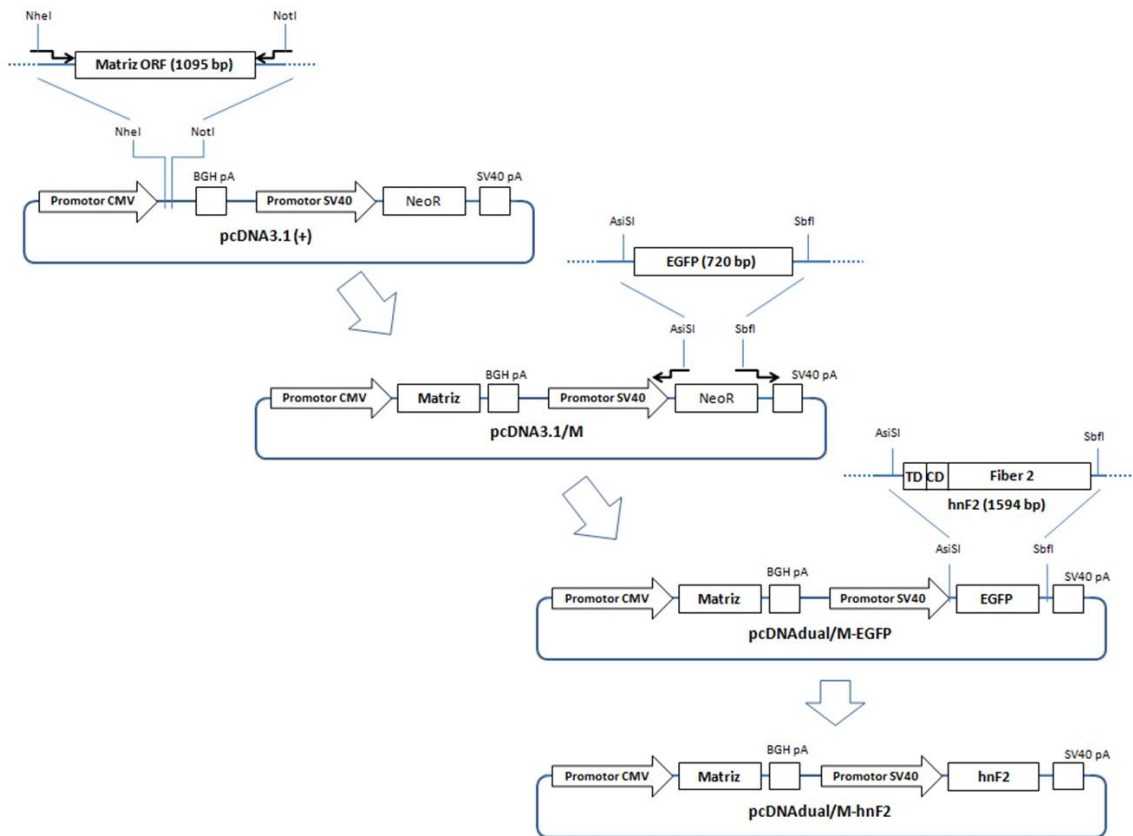 NheI
NotI
Matriz ORF (1095 bp)
NheI
NotI
BGH pA
SV40 pA
Promotor CMV
Promotor SV40
NeoR
pcDNA3.1 (+)
AsiSI
SbfI
EGFP (720 bp)
AsiSI
SbfI
BGH pA
SV40 pA
Promotor CMV
Matriz
Promotor SV40
NeoR
pcDNA3.1/M
AsiSI
SbfI
TD
CD
Fiber 2
hnF2 (1594 bp)
AsiSI
SbfI
BGH pA
SV40 pA
Promotor CMV
Matriz
Promotor SV40
EGFP
pcDNAdual/M-EGFP
BGH pA
SV40 pA
Promotor CMV
Matriz
Promotor SV40
hnF2
pcDNAdual/M-hnF2